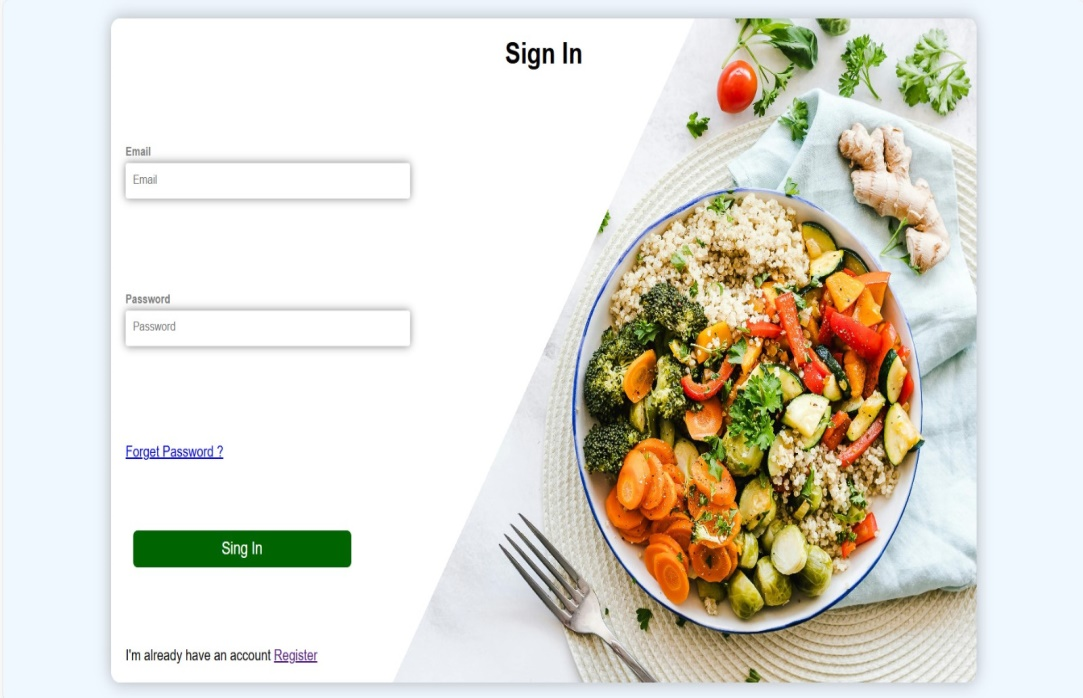 Sign In
Email
Email
Password
Password
Forget Password ?
Sing In
I'm already have an account Register